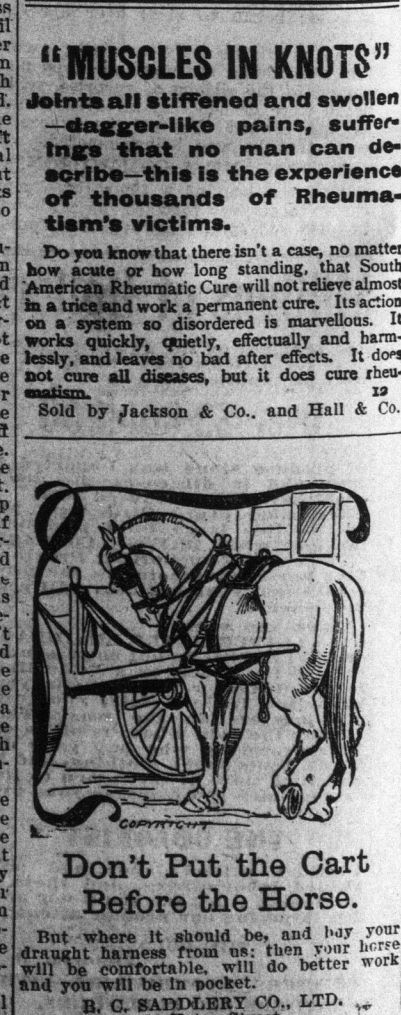 "MUSCLES IN KNOTS"
Joints all stiffened and swollen
—dagger-like pains, suffer-
ings that no man can de-
scribe—this is the experience
of thousands of Rheuma-
tism's victims.
Do you know that there isn't a case, no matter
how acute or how long standing, that South
American Rheumatic Cure will not relieve almost
in a trice and work a permanent cure. Its action
on a system so disordered is marvellous. It
works quickly, quietly, effectually and harm-
lessly, and leaves no bad after effects. It does
not cure all diseases, but it does cure rheu-
matism. 12
Sold by Jackson & Co., and Hall & Co.
COPYRIGHT
Don't Put the Cart
Before the Horse.
But where it should be, and buy your
draught harness from us; then your horse
will be comfortable, will do better work
and you will be in pocket.
B. C. SADDLERY CO., LTD.